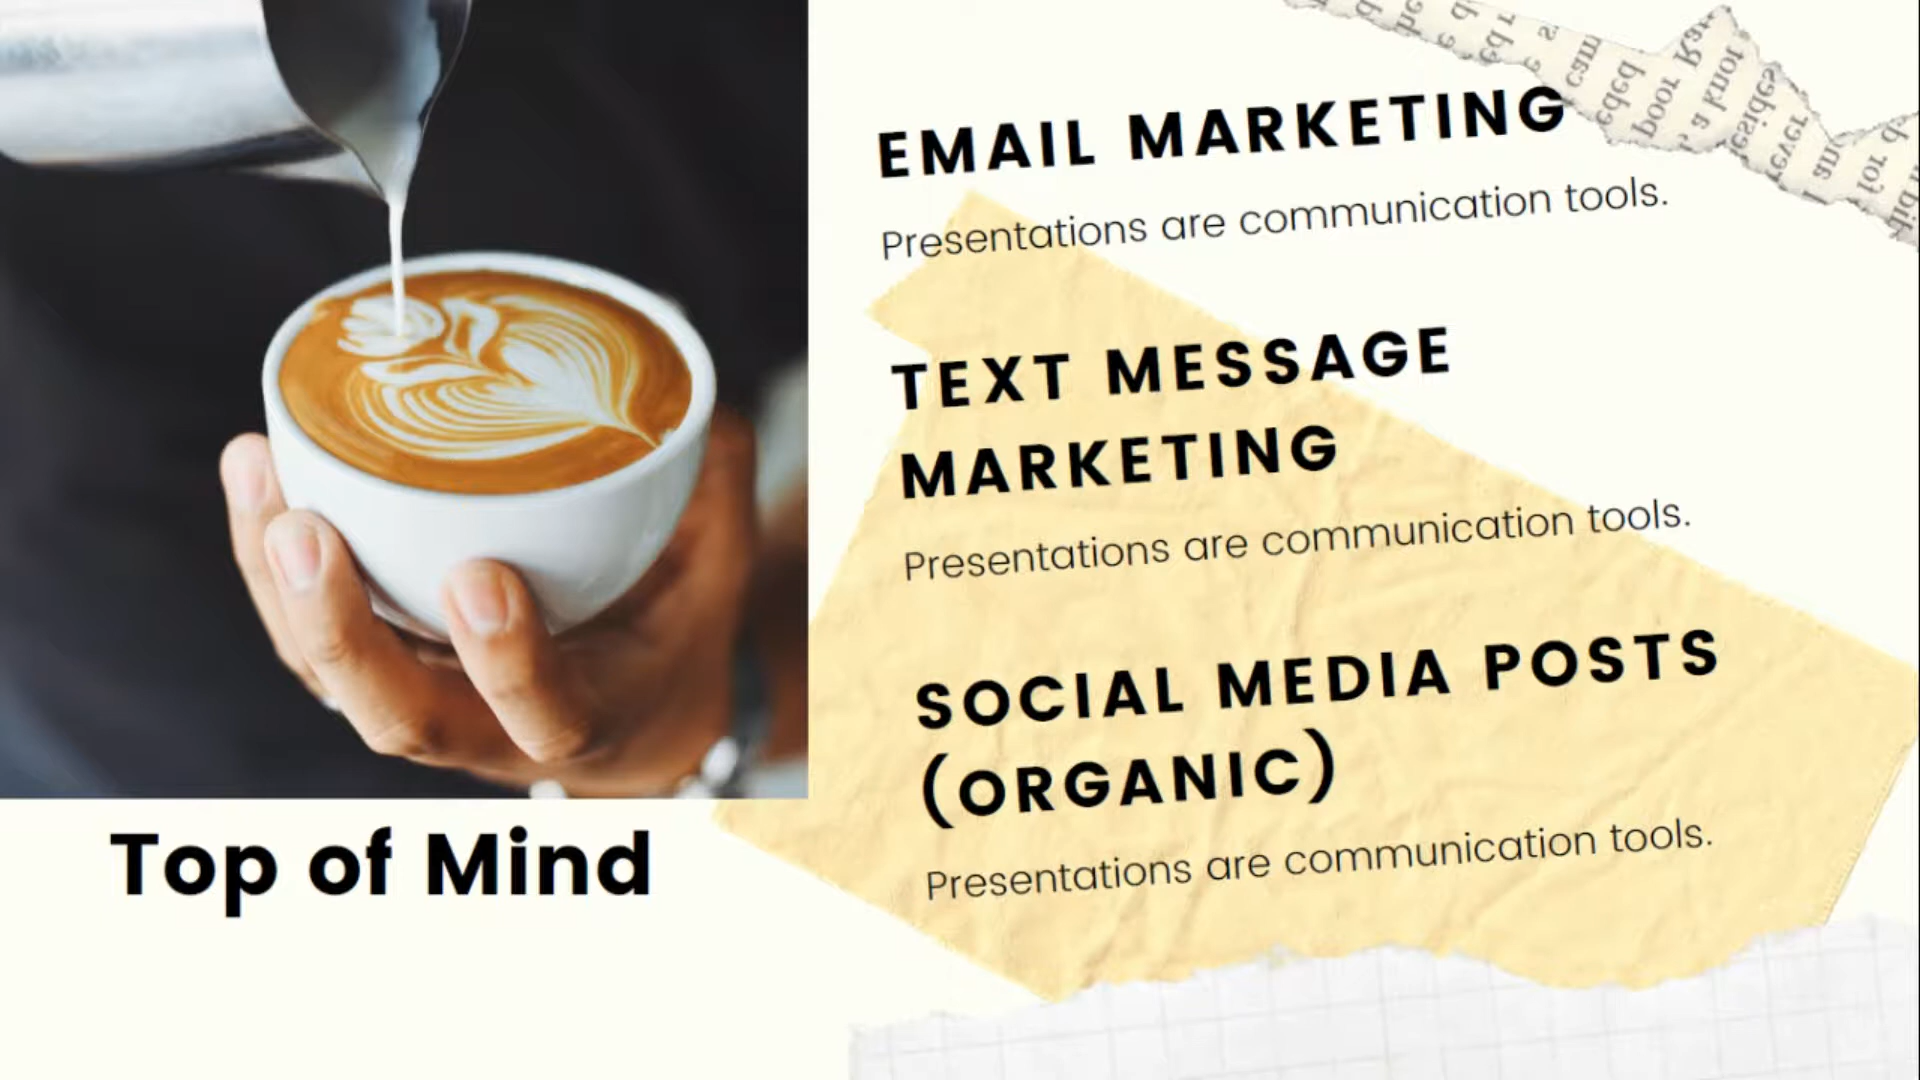 EMAIL MARKETING
Presentations are communication tools.
TEXT MESSAGE
MARKETING
Presentations are communication tools.
SOCIAL MEDIA POSTS
(ORGANIC)
Presentations are communication tools.
Top of Mind